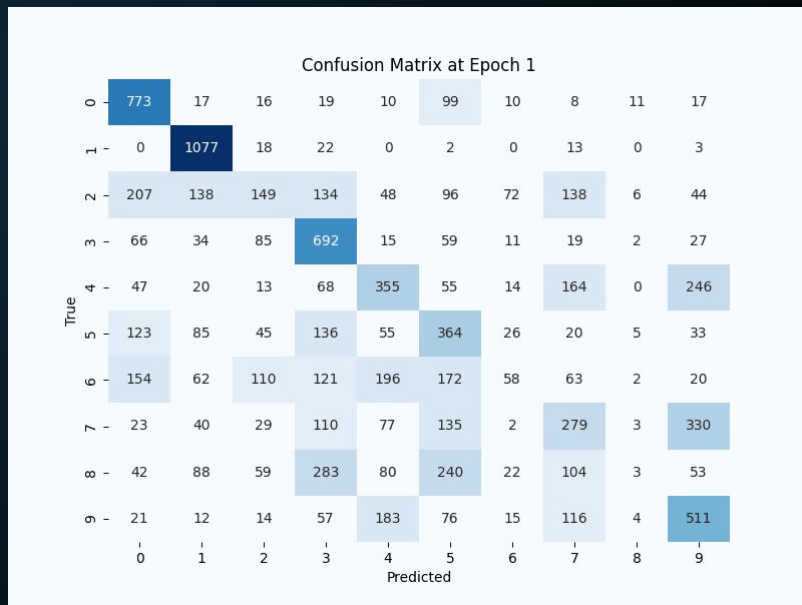 Confusion Matrix at Epoch 1
True
0 773 17 16 19 10 99 10 8 11 17
1 0 1077 18 22 0 2 0 13 0 3
2 207 138 149 134 48 96 72 138 6 44
3 66 34 85 692 15 59 11 19 2 27
4 47 20 13 68 355 55 14 164 0 246
5 123 85 45 136 55 364 26 20 5 33
6 154 62 110 121 196 172 58 63 2 20
7 23 40 29 110 77 135 2 279 3 330
8 42 88 59 283 80 240 22 104 3 53
9 21 12 14 57 183 76 15 116 4 511
0 1 2 3 4 5 6 7 8 9
Predicted